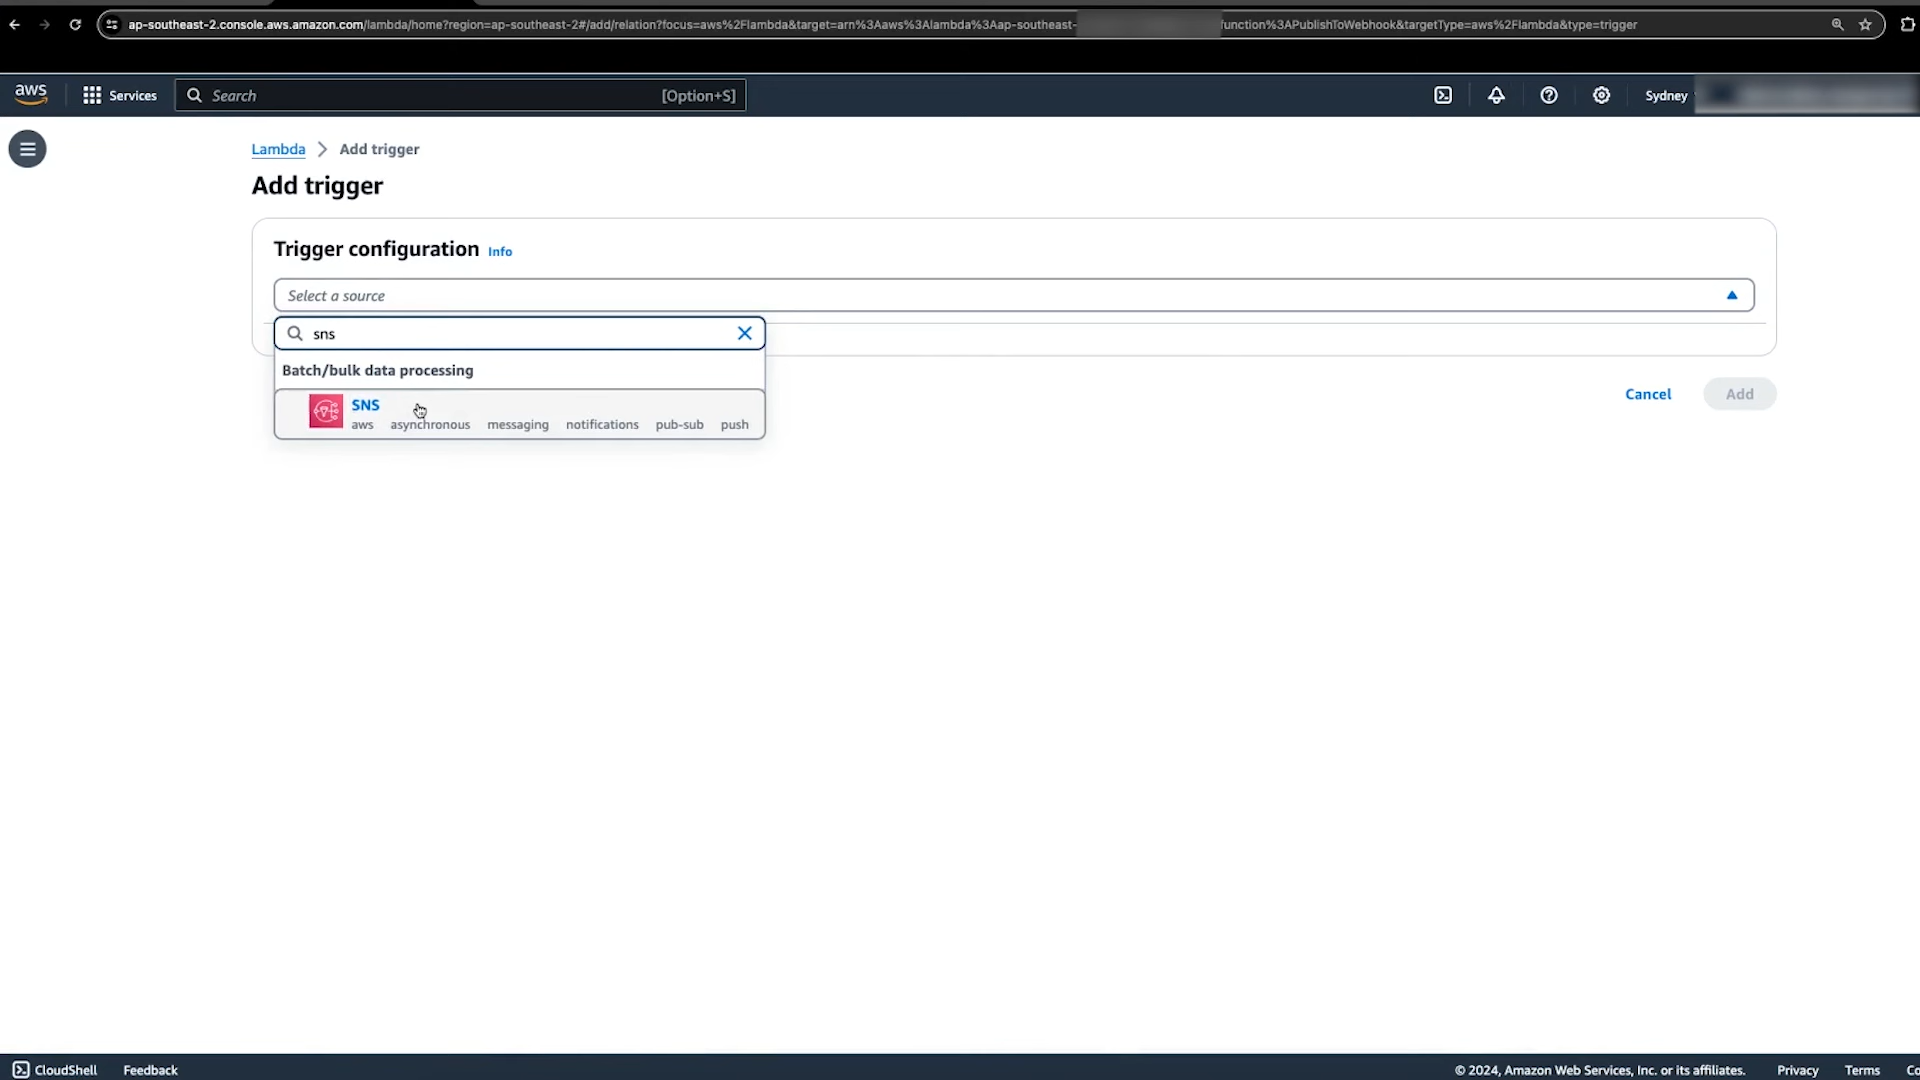 ap-southeast-2.console.aws.amazon.com/lambda/home?region=ap-southeast-2#/add/relation?focus=aws%2Flambda&target=arn%3Aaws%3Alambda%3Aap-southeast- unction%3APublishToWebhook&targetType=aws%2Flambda&type=trigger
aws Services Search [Option+S] Sydney
Lambda > Add trigger
Add trigger
Trigger configuration Info
Select a source
sns
Batch/bulk data processing
SNS
aws asynchronous messaging notifications pub-sub push
Cancel Add
CloudShell Feedback © 2024, Amazon Web Services, Inc. or its affiliates. Privacy Terms Co